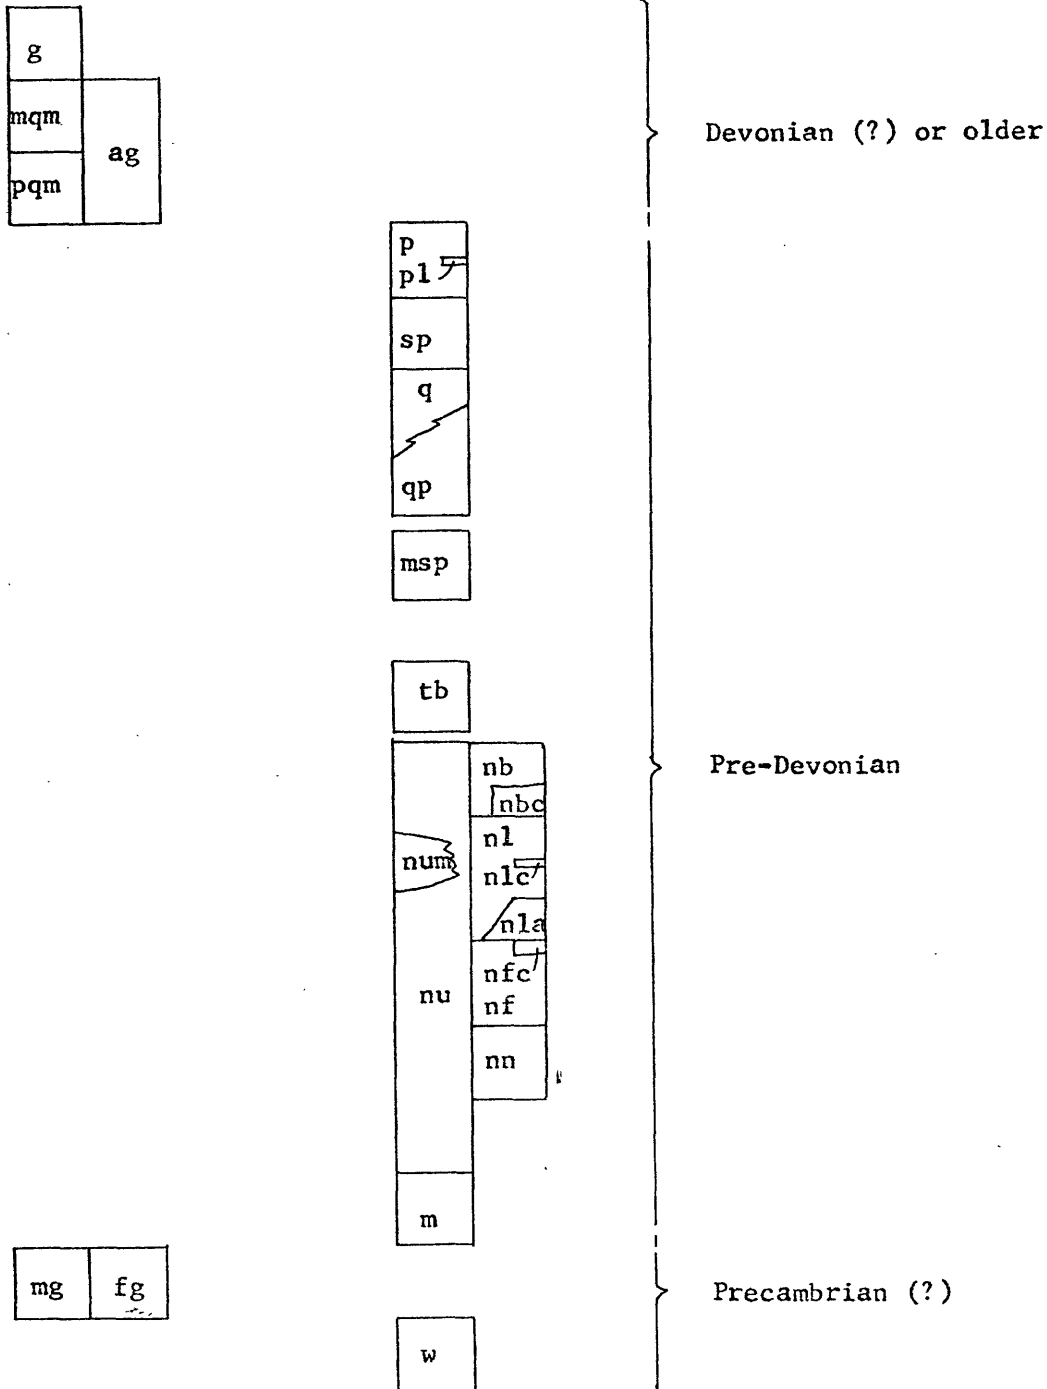 g
mqm
ag
pqm
Devonian (?) or older
p
pl
sp
q
qp
msp
tb
Pre-Devonian
nb
nbc
nl
num
nlc
nla
nfc
nu
nf
nn
m
mg
fg
Precambrian (?)
w